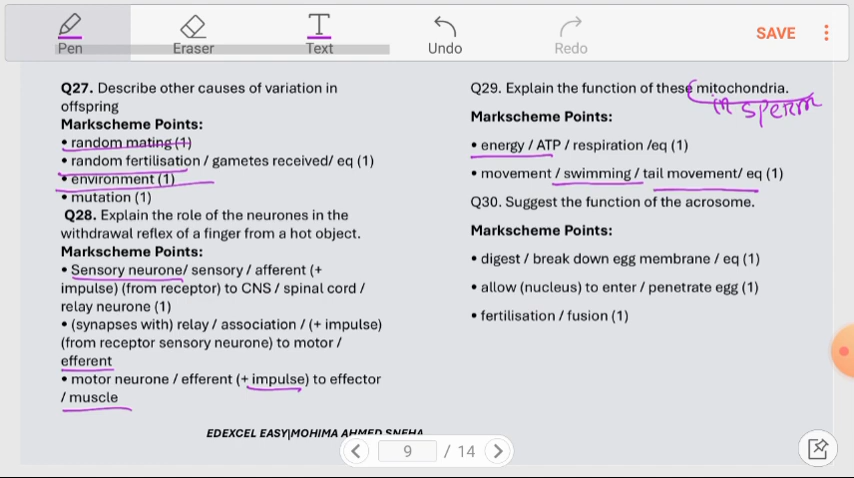 Pen
Eraser
Text
Undo
Redo
SAVE
Q27. Describe other causes of variation in
offspring
Markscheme Points:
• random mating (1)
• random fertilisation / gametes received/ eq (1)
• environment (1)
• mutation (1)
Q28. Explain the role of the neurones in the
withdrawal reflex of a finger from a hot object.
Markscheme Points:
• Sensory neurone/ sensory / afferent (+
impulse) (from receptor) to CNS / spinal cord /
relay neurone (1)
• (synapses with) relay / association / (+ impulse)
(from receptor sensory neurone) to motor /
efferent
• motor neurone / efferent (+ impulse) to effector
/ muscle
Q29. Explain the function of these mitochondria.
in sperm
Markscheme Points:
• energy / ATP / respiration /eq (1)
• movement / swimming / tail movement/ eq (1)
Q30. Suggest the function of the acrosome.
Markscheme Points:
• digest / break down egg membrane / eq (1)
• allow (nucleus) to enter / penetrate egg (1)
• fertilisation / fusion (1)
EDEXCEL EASY|MOHIMA AHMED SNEHA
9 / 14